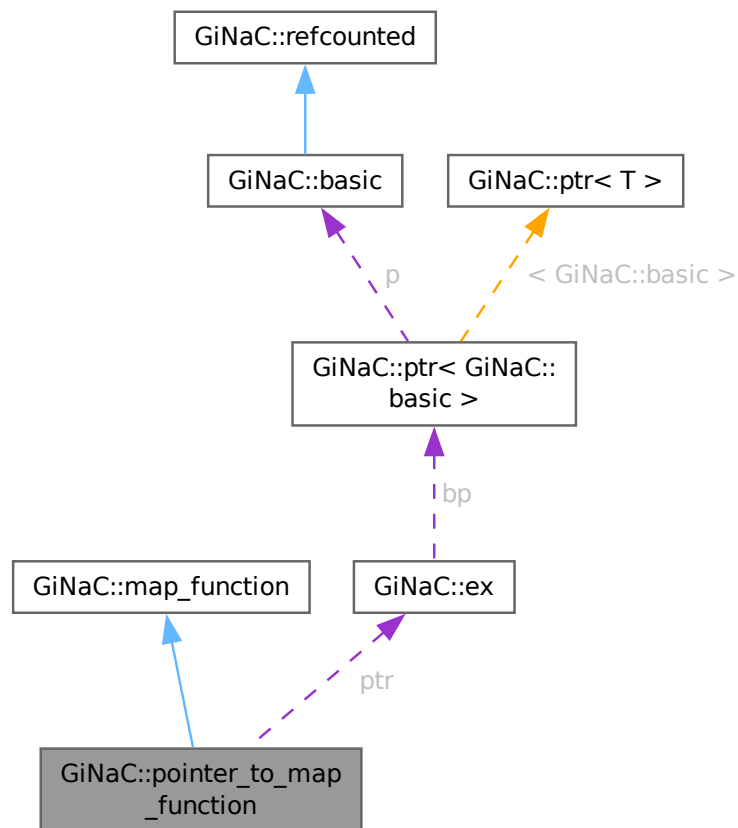 GiNaC::refcounted
GiNaC::basic
GiNaC::ptr< T >
p
< GiNaC::basic >
GiNaC::ptr< GiNaC::
basic >
bp
GiNaC::map_function
GiNaC::ex
ptr
GiNaC::pointer_to_map
_function